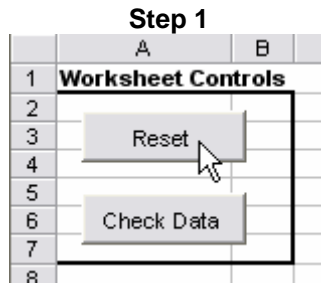 Step 1
A B
1 Worksheet Controls
2
3 Reset
4
5
6 Check Data
7
8